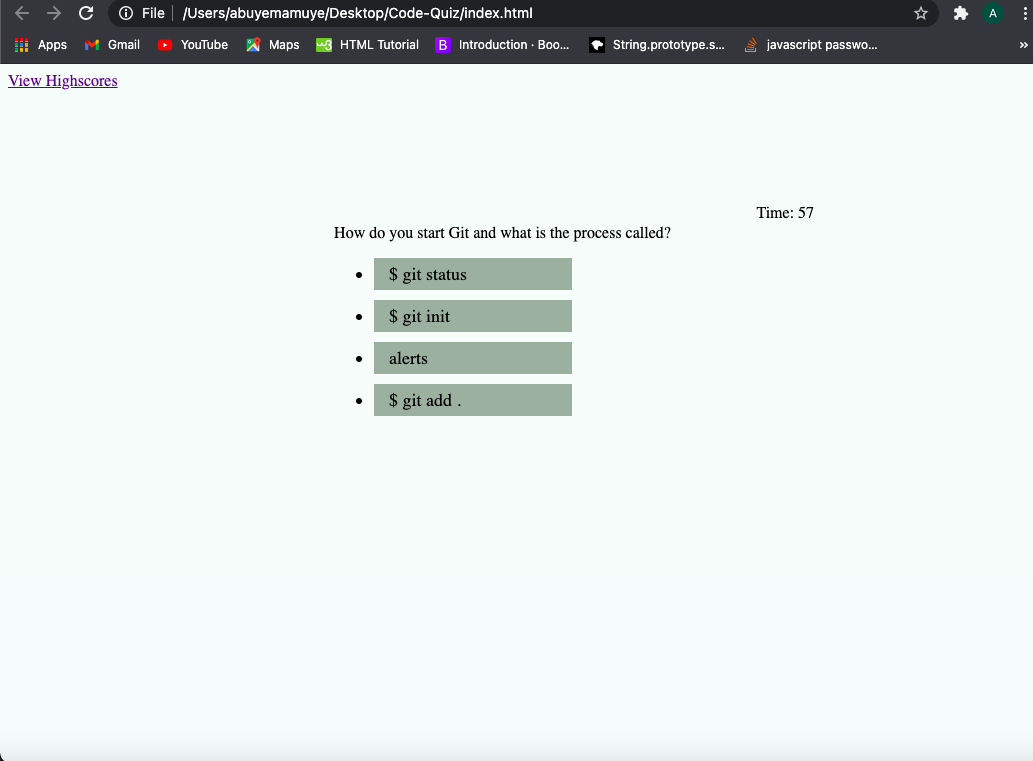 File /Users/abuyemamuye/Desktop/Code-Quiz/index.html A
Apps Gmail YouTube Maps w3 HTML Tutorial B Introduction · Boo... String.prototype.s... javascript passwo... »
View Highscores
Time: 57
How do you start Git and what is the process called?
$ git status
$ git init
alerts
$ git add .